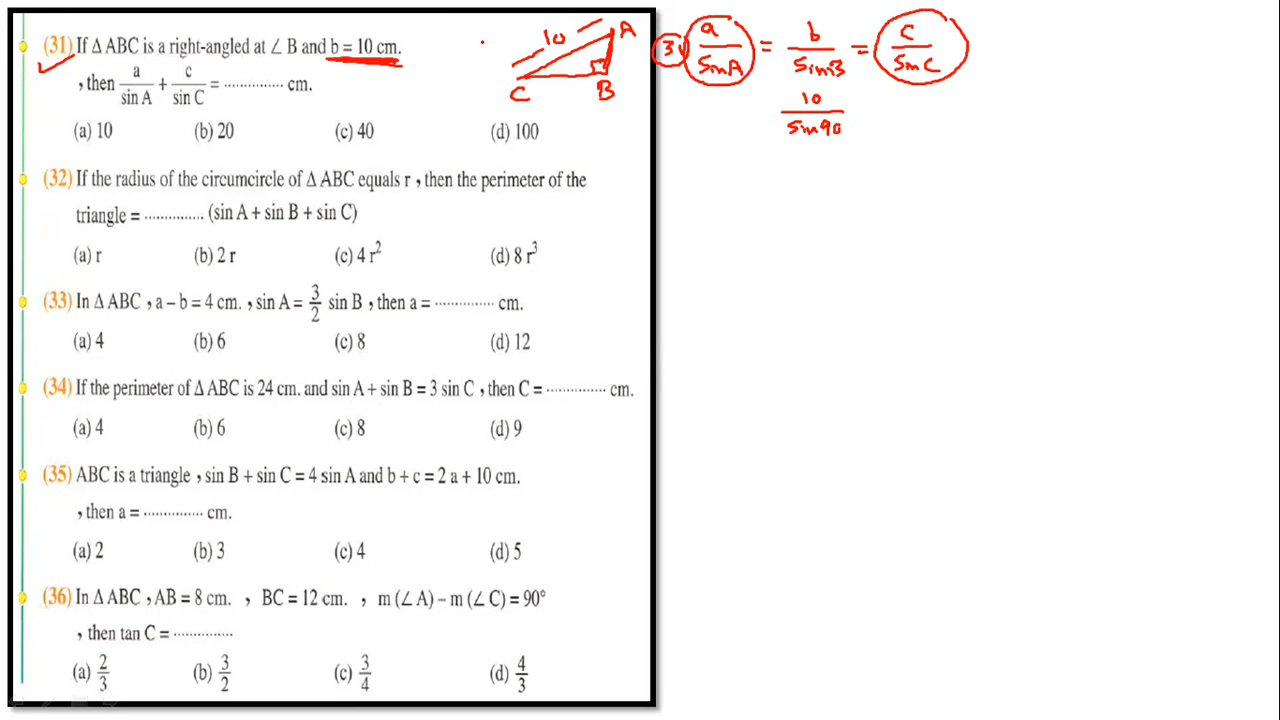 (31) If Δ ABC is a right-angled at ∠ B and b = 10 cm.
, then a/sin A + c/sin C = ............... cm.
(a) 10 (b) 20 (c) 40 (d) 100
(32) If the radius of the circumcircle of Δ ABC equals r , then the perimeter of the
triangle = ............... (sin A + sin B + sin C)
(a) r (b) 2 r (c) 4 r² (d) 8 r³
(33) In Δ ABC , a – b = 4 cm. , sin A = 3/2 sin B , then a = ............... cm.
(a) 4 (b) 6 (c) 8 (d) 12
(34) If the perimeter of Δ ABC is 24 cm. and sin A + sin B = 3 sin C , then C = ............... cm.
(a) 4 (b) 6 (c) 8 (d) 9
(35) ABC is a triangle , sin B + sin C = 4 sin A and b + c = 2 a + 10 cm.
, then a = ............... cm.
(a) 2 (b) 3 (c) 4 (d) 5
(36) In Δ ABC , AB = 8 cm. , BC = 12 cm. , m (∠ A) – m (∠ C) = 90°
, then tan C = ...............
(a) 2/3 (b) 3/2 (c) 3/4 (d) 4/3
10
A
C
B
a/sin A = b/sin B = c/sin C
10/sin 90